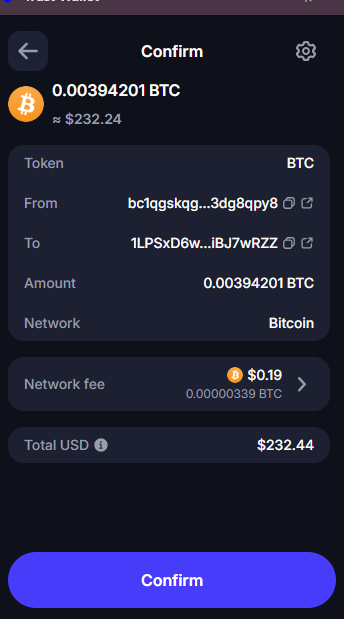 Confirm
0.00394201 BTC
≈ $232.24
Token BTC
From bc1qgskqg...3dg8qpy8
To 1LPSxD6w...iBJ7wRZZ
Amount 0.00394201 BTC
Network Bitcoin
Network fee $0.19
0.00000339 BTC
Total USD $232.44
Confirm